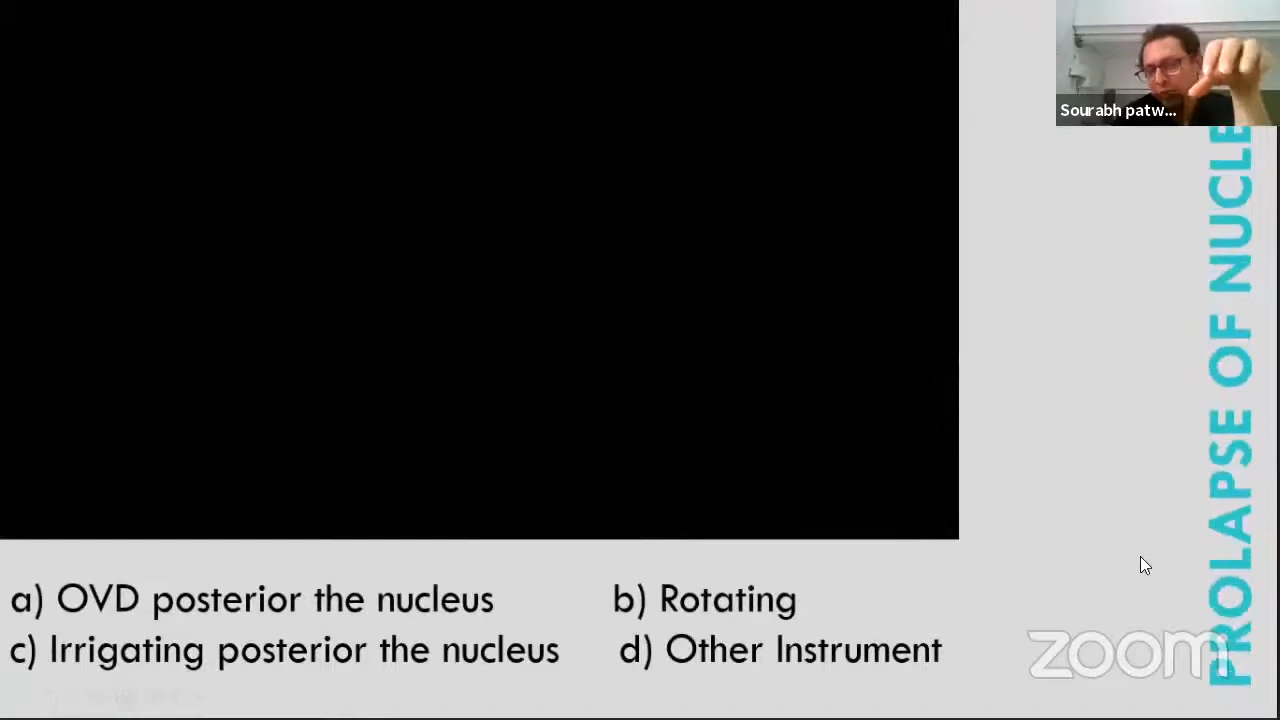 Sourabh patw...
PROLAPSE OF NUCLE
a) OVD posterior the nucleus
b) Rotating
c) Irrigating posterior the nucleus
d) Other Instrument
zoom